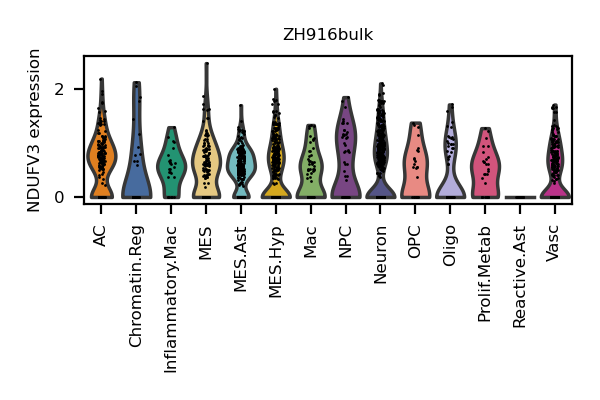 ZH916bulk
NDUFV3 expression
2
0
AC
Chromatin.Reg
Inflammatory.Mac
MES
MES.Ast
MES.Hyp
Mac
NPC
Neuron
OPC
Oligo
Prolif.Metab
Reactive.Ast
Vasc